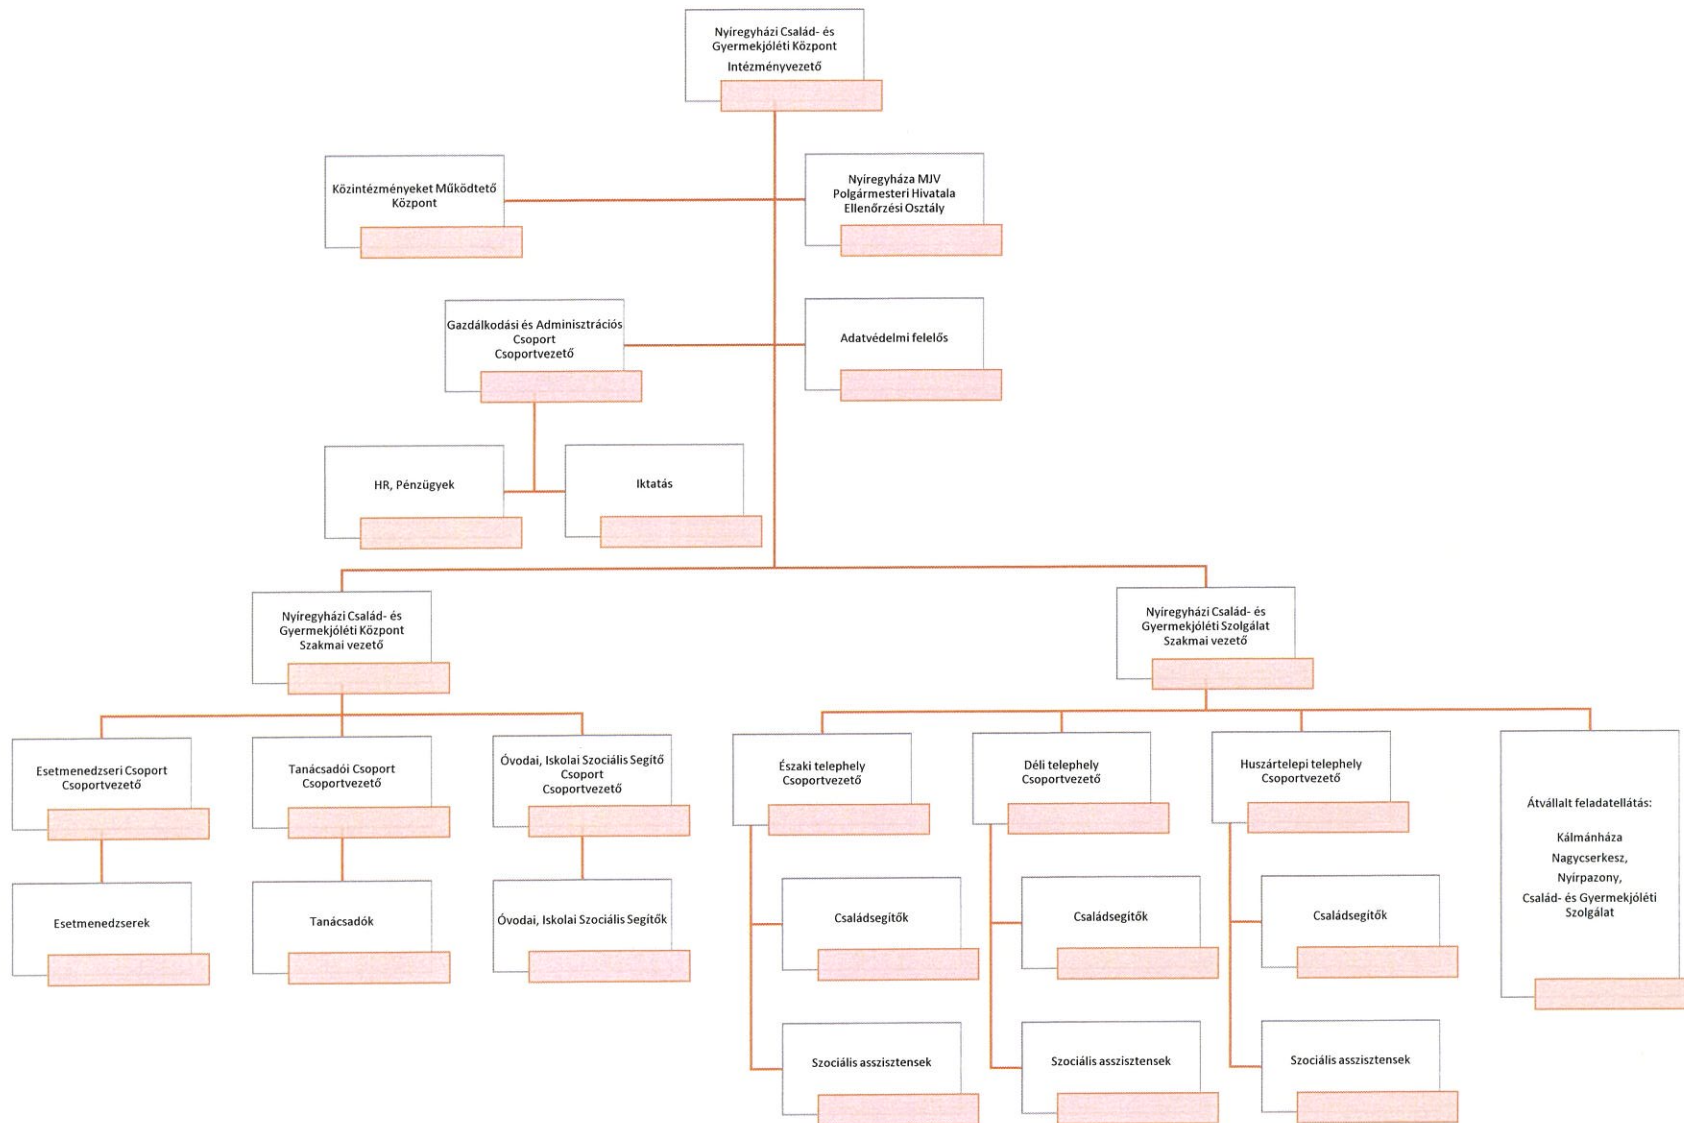 Nyíregyházi Család- és
Gyermekjóléti Központ
Intézményvezető
Közintézményeket Működtető
Központ
Nyíregyháza MJV
Polgármesteri Hivatala
Ellenőrzési Osztály
Gazdálkodási és Adminisztrációs
Csoport
Csoportvezető
Adatvédelmi felelős
HR, Pénzügyek
Iktatás
Nyíregyházi Család- és
Gyermekjóléti Központ
Szakmai vezető
Nyíregyházi Család- és
Gyermekjóléti Szolgálat
Szakmai vezető
Esetmenedzseri Csoport
Csoportvezető
Tanácsadói Csoport
Csoportvezető
Óvodai, Iskolai Szociális Segítő
Csoport
Csoportvezető
Északi telephely
Csoportvezető
Déli telephely
Csoportvezető
Huszártelepi telephely
Csoportvezető
Átvállalt feladatellátás:
Kálmánháza
Nagycserkesz,
Nyírpazony,
Család- és Gyermekjóléti
Szolgálat
Esetmenedzserek
Tanácsadók
Óvodai, Iskolai Szociális Segítők
Családsegítők
Családsegítők
Családsegítők
Szociális asszisztensek
Szociális asszisztensek
Szociális asszisztensek